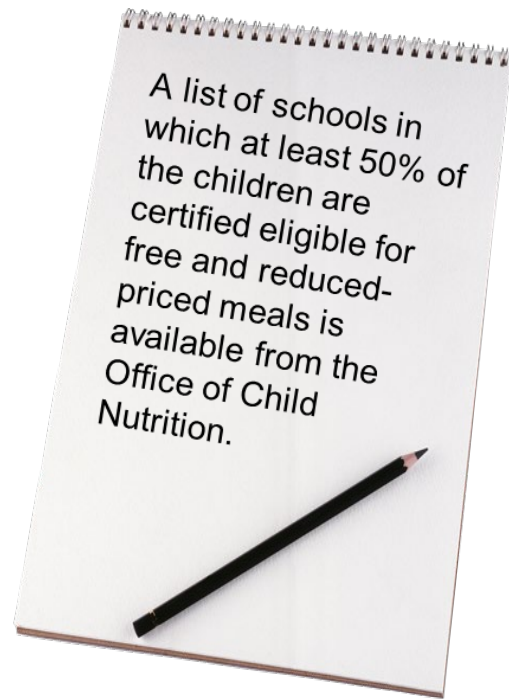 A list of schools in
which at least 50% of
the children are
certified eligible for
free and reduced-
priced meals is
available from the
Office of Child
Nutrition.